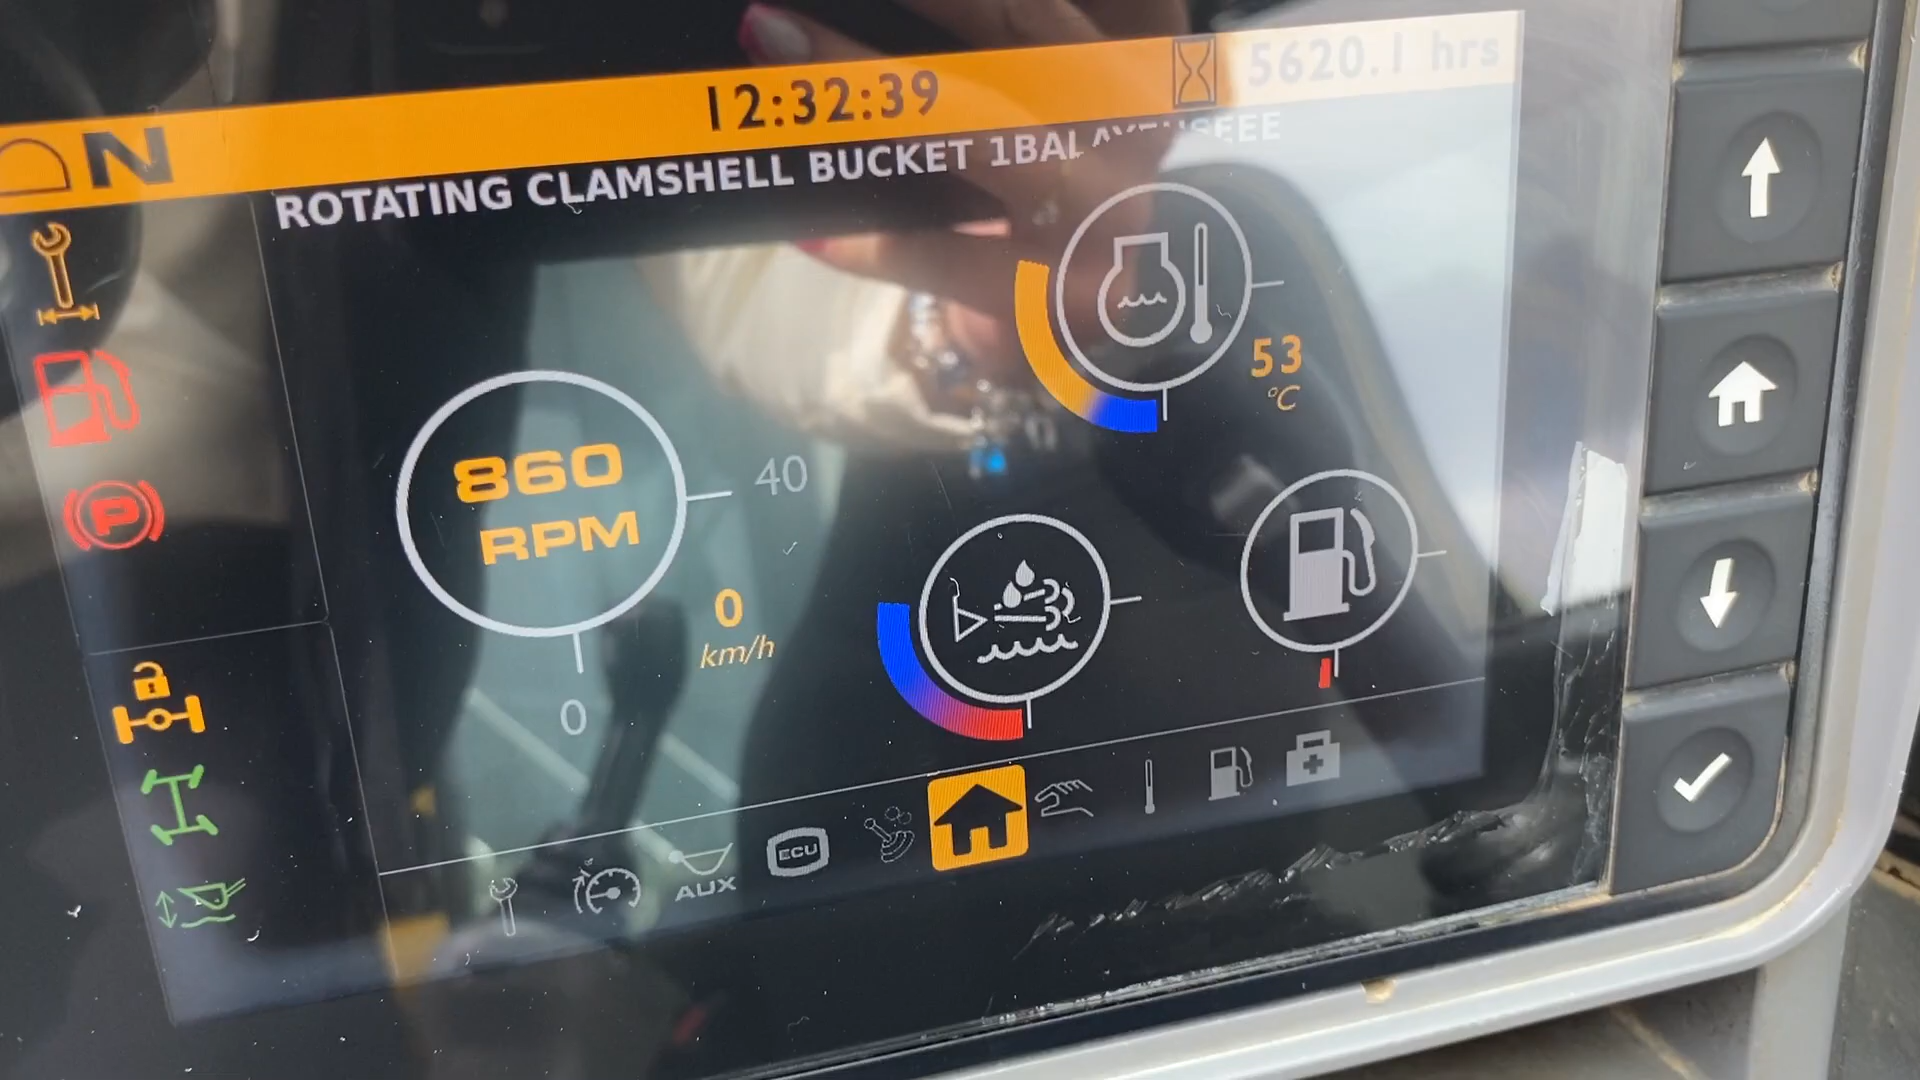 N
12:32:39
5620.1 hrs
ROTATING CLAMSHELL BUCKET
53
°C
860
RPM
40
0
km/h
0
P
ECU
AUX